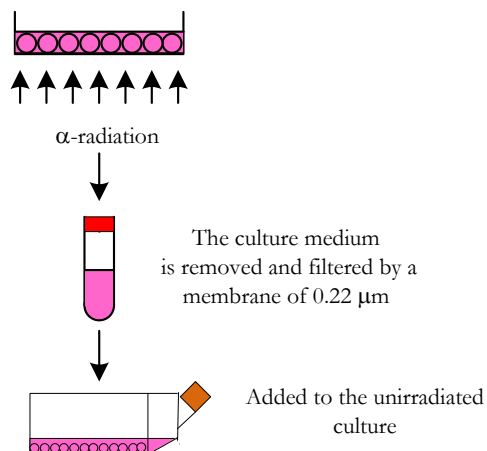 α-radiation
The culture medium
is removed and filtered by a
membrane of 0.22 μm
Added to the unirradiated
culture